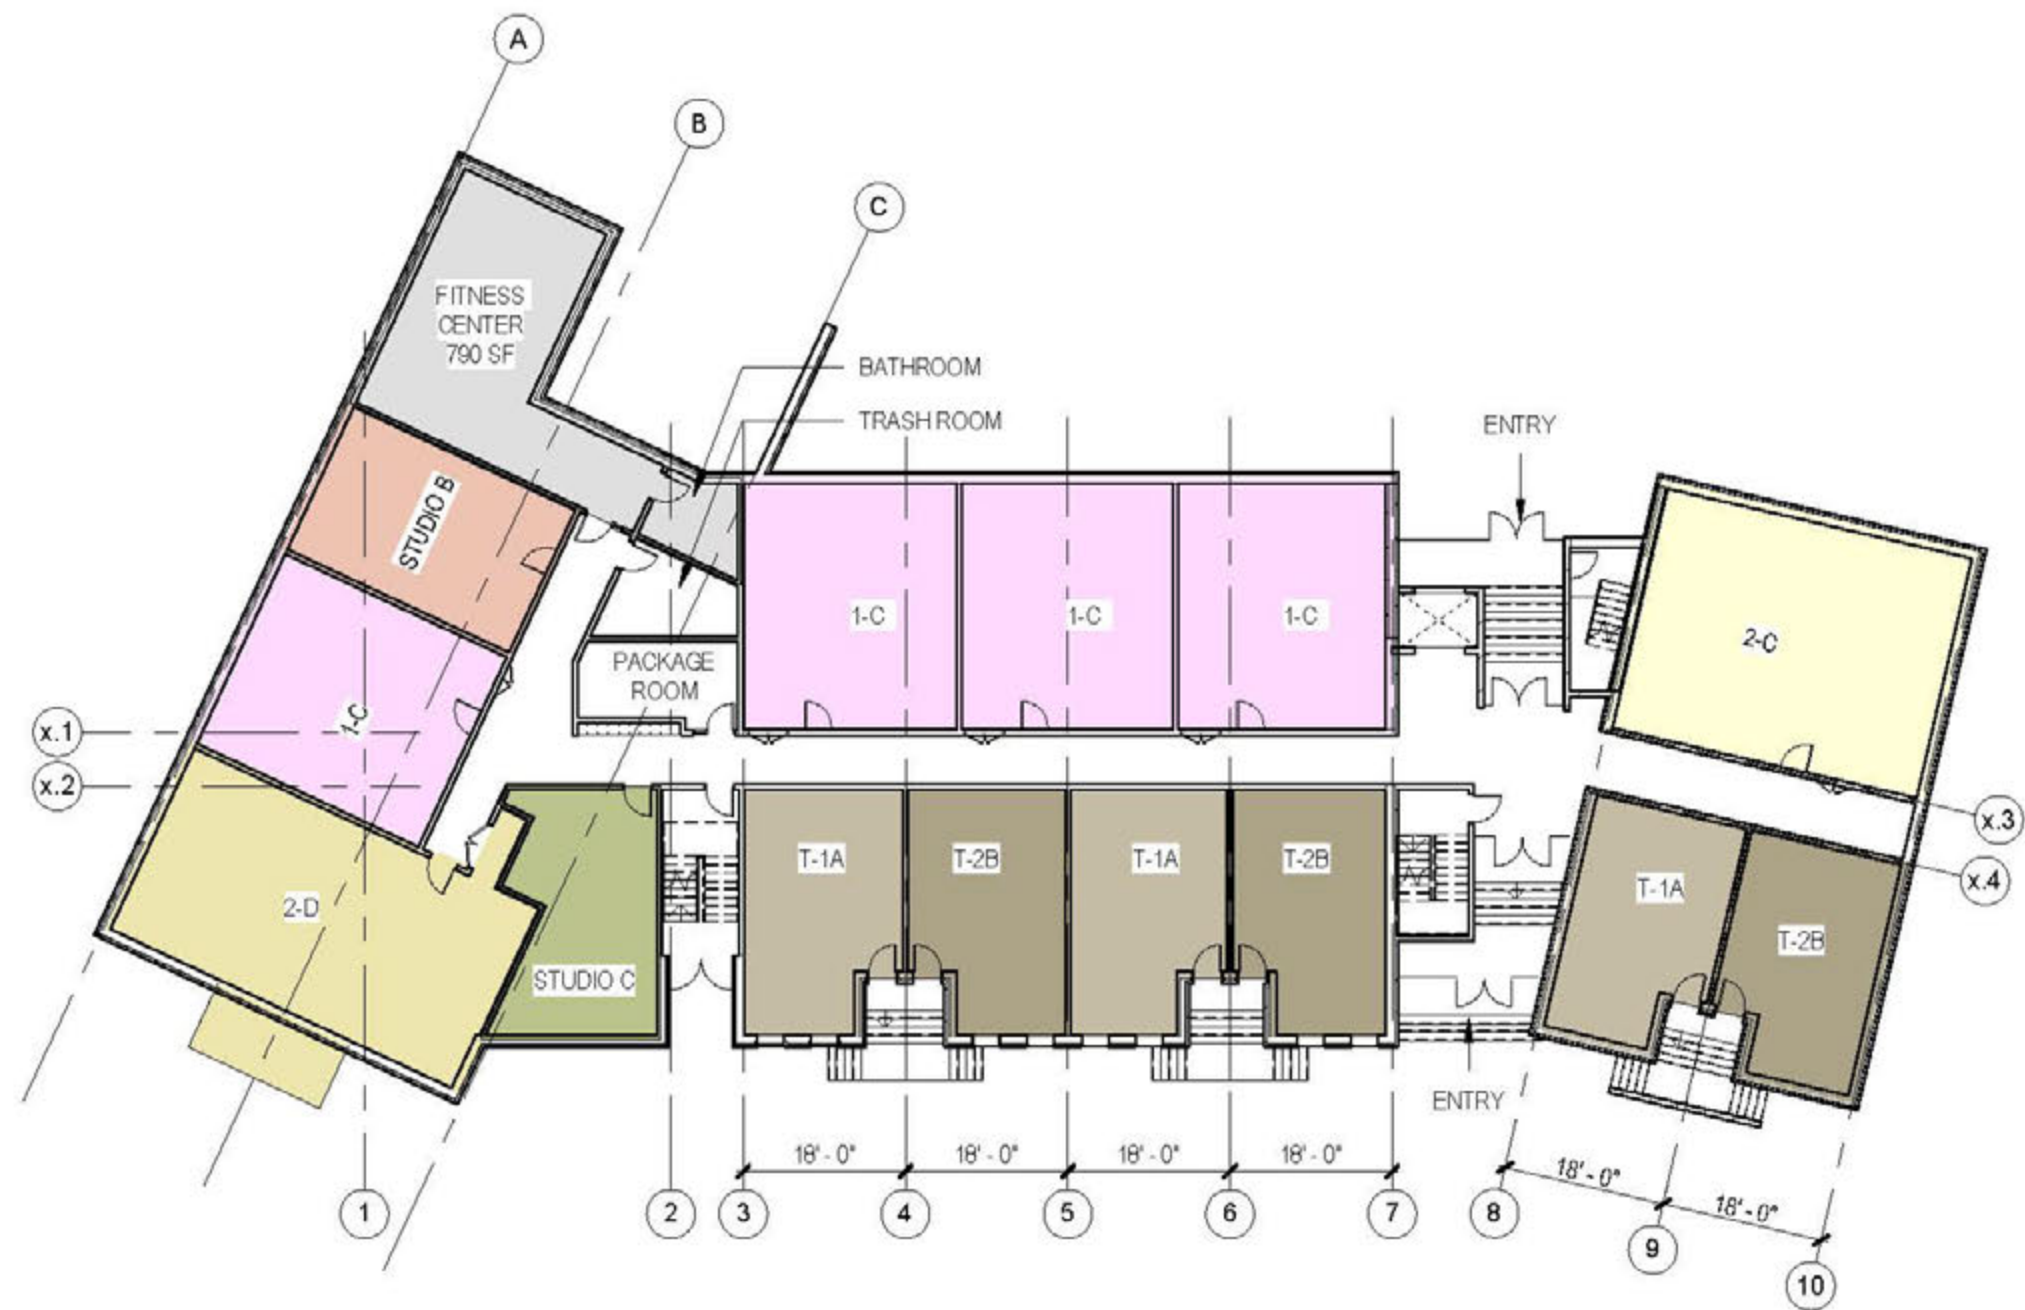 A
B
C
FITNESS
CENTER
790 SF
BATHROOM
TRASH ROOM
ENTRY
STUDIO B
1-C
1-C
1-C
2-C
PACKAGE
ROOM
1-C
x.1
x.2
x.3
T-1A
T-2B
T-1A
T-2B
x.4
T-1A
2-D
T-2B
STUDIO C
ENTRY
18' - 0"
18' - 0"
18' - 0"
18' - 0"
18' - 0"
18' - 0"
1
2
3
4
5
6
7
8
9
10